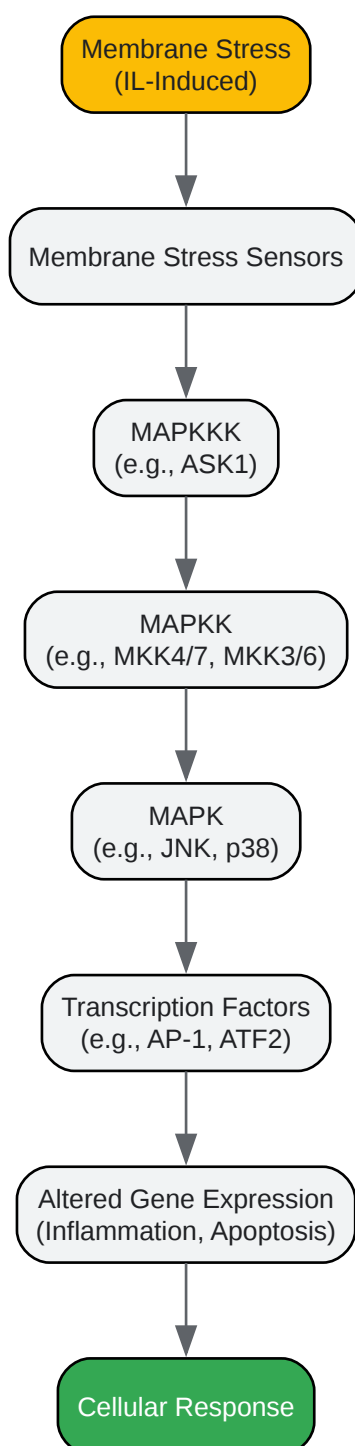 Membrane Stress
(IL-Induced)
Membrane Stress Sensors
MAPKKK
(e.g., ASK1)
MAPKK
(e.g., MKK4/7, MKK3/6)
MAPK
(e.g., JNK, p38)
Transcription Factors
(e.g., AP-1, ATF2)
Altered Gene Expression
(Inflammation, Apoptosis)
Cellular Response